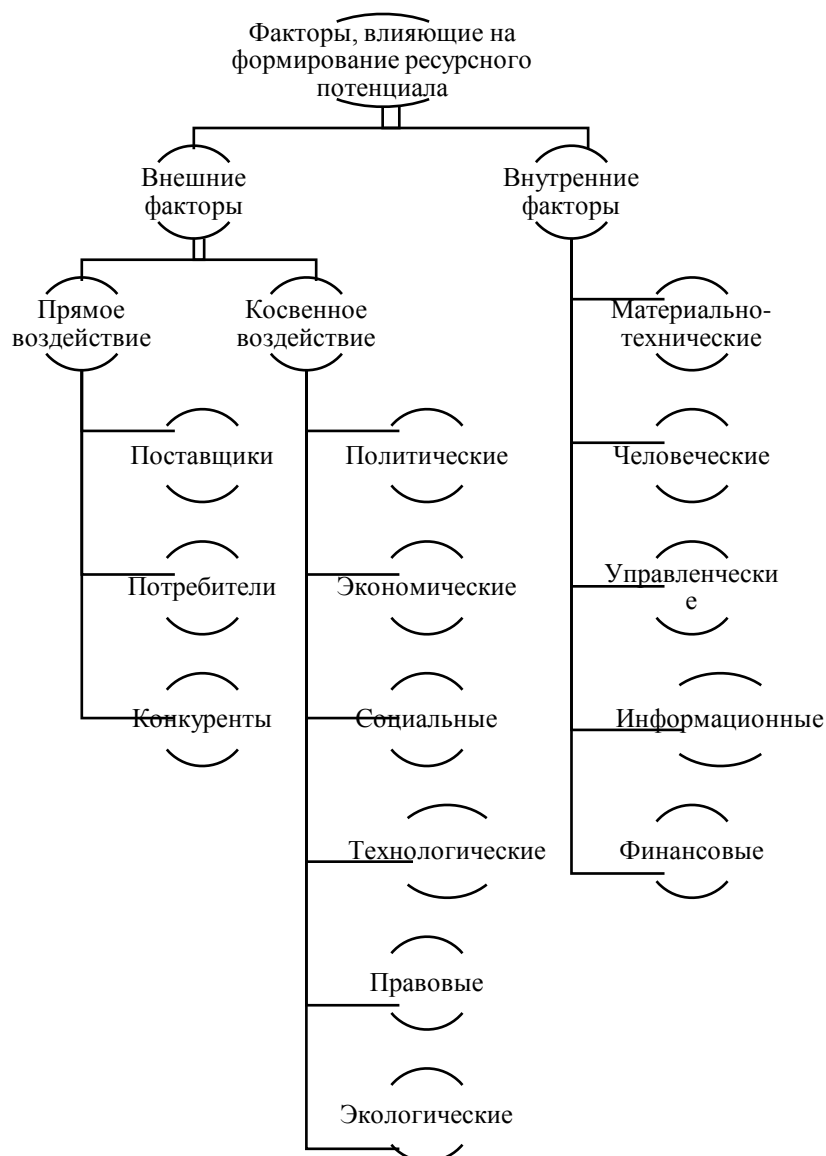 Факторы, влияющие на
формирование ресурсного
потенциала
Внешние
факторы
Внутренние
факторы
Прямое
воздействие
Косвенное
воздействие
Материально-
технические
Поставщики
Политические
Человеческие
Потребители
Экономические
Управленчески
е
Конкуренты
Социальные
Информационные
Технологические
Финансовые
Правовые
Экологические